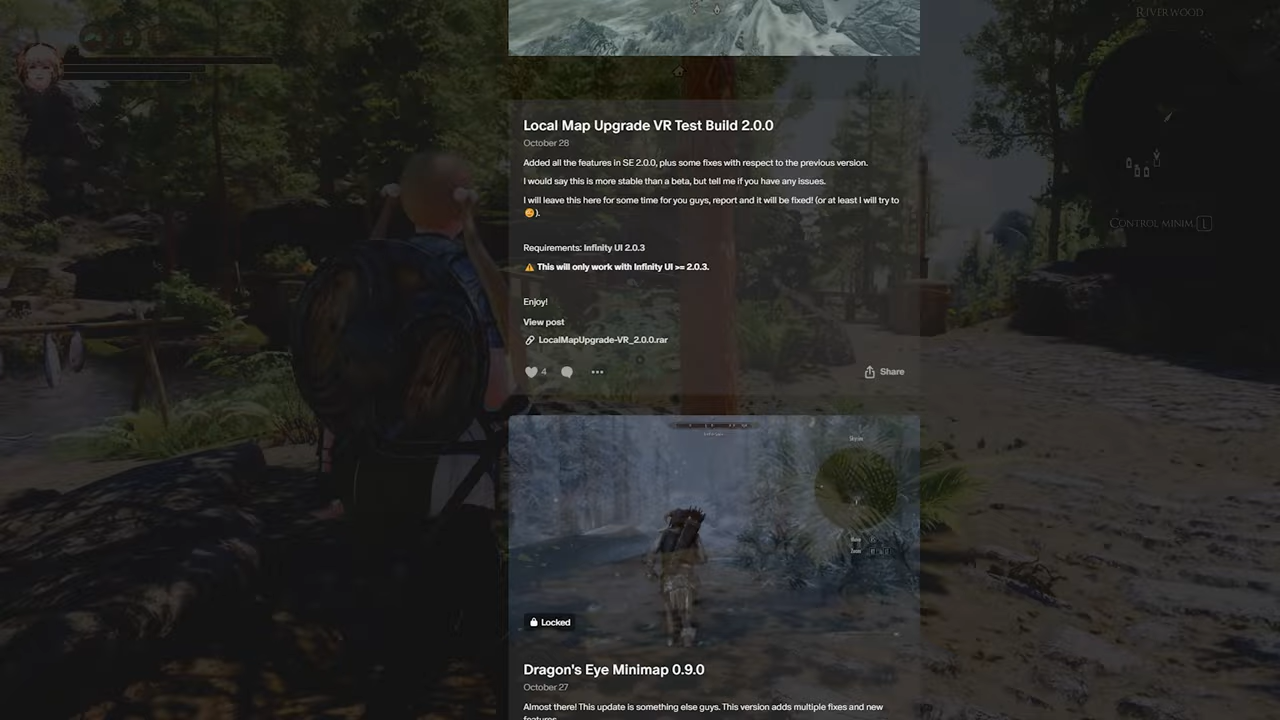 Riverwood
Local Map Upgrade VR Test Build 2.0.0
October 28
Added all the features in SE 2.0.0, plus some fixes with respect to the previous version.
I would say this is more stable than a beta, but tell me if you have any issues.
I will leave this here for some time for you guys, report and it will be fixed! (or at least I will try to
).
Control minim. L
Requirements: Infinity UI 2.0.3
This will only work with Infinity UI >= 2.0.3.
Enjoy!
View post
LocalMapUpgrade-VR_2.0.0.rar
4
Share
Skyrim
Locked
Dragon's Eye Minimap 0.9.0
October 27
Almost there! This update is something else guys. This version adds multiple fixes and new
features.